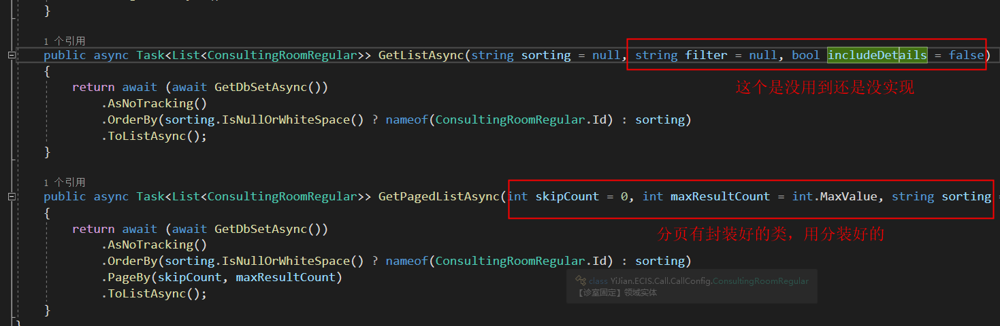 }
1 个引用
public async Task<List<ConsultingRoomRegular>> GetListAsync(string sorting = null, string filter = null, bool includeDetails = false)
{
这个是没用到还是没实现
return await (await GetDbSetAsync())
.AsNoTracking()
.OrderBy(sorting.IsNullOrWhiteSpace() ? nameof(ConsultingRoomRegular.Id) : sorting)
.ToListAsync();
}
1 个引用
public async Task<List<ConsultingRoomRegular>> GetPagedListAsync(int skipCount = 0, int maxResultCount = int.MaxValue, string sorting =
{
分页有封装好的类，用分装好的
return await (await GetDbSetAsync())
.AsNoTracking()
.OrderBy(sorting.IsNullOrWhiteSpace() ? nameof(ConsultingRoomRegular.Id) : sorting)
.PageBy(skipCount, maxResultCount)
class YiJian.ECIS.Call.CallConfig.ConsultingRoomRegular
【诊室固定】领域实体
.ToListAsync();
}
}